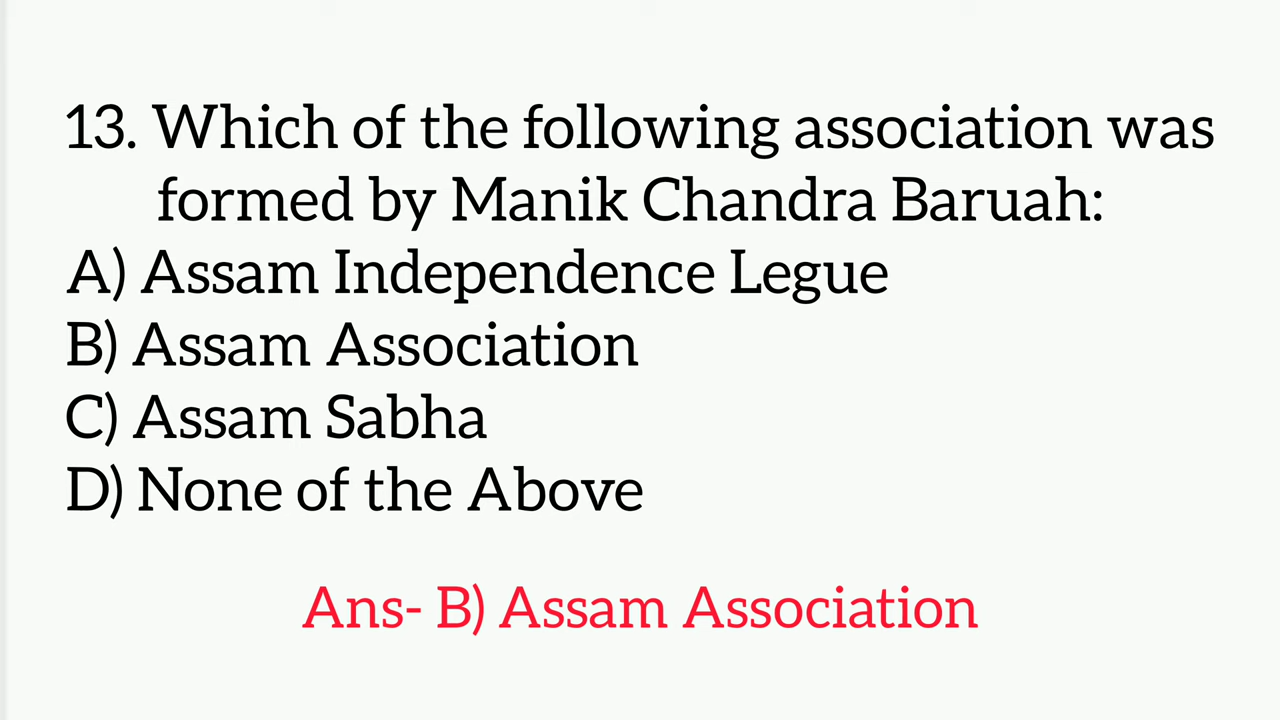 13. Which of the following association was
formed by Manik Chandra Baruah:
A) Assam Independence Legue
B) Assam Association
C) Assam Sabha
D) None of the Above
Ans- B) Assam Association